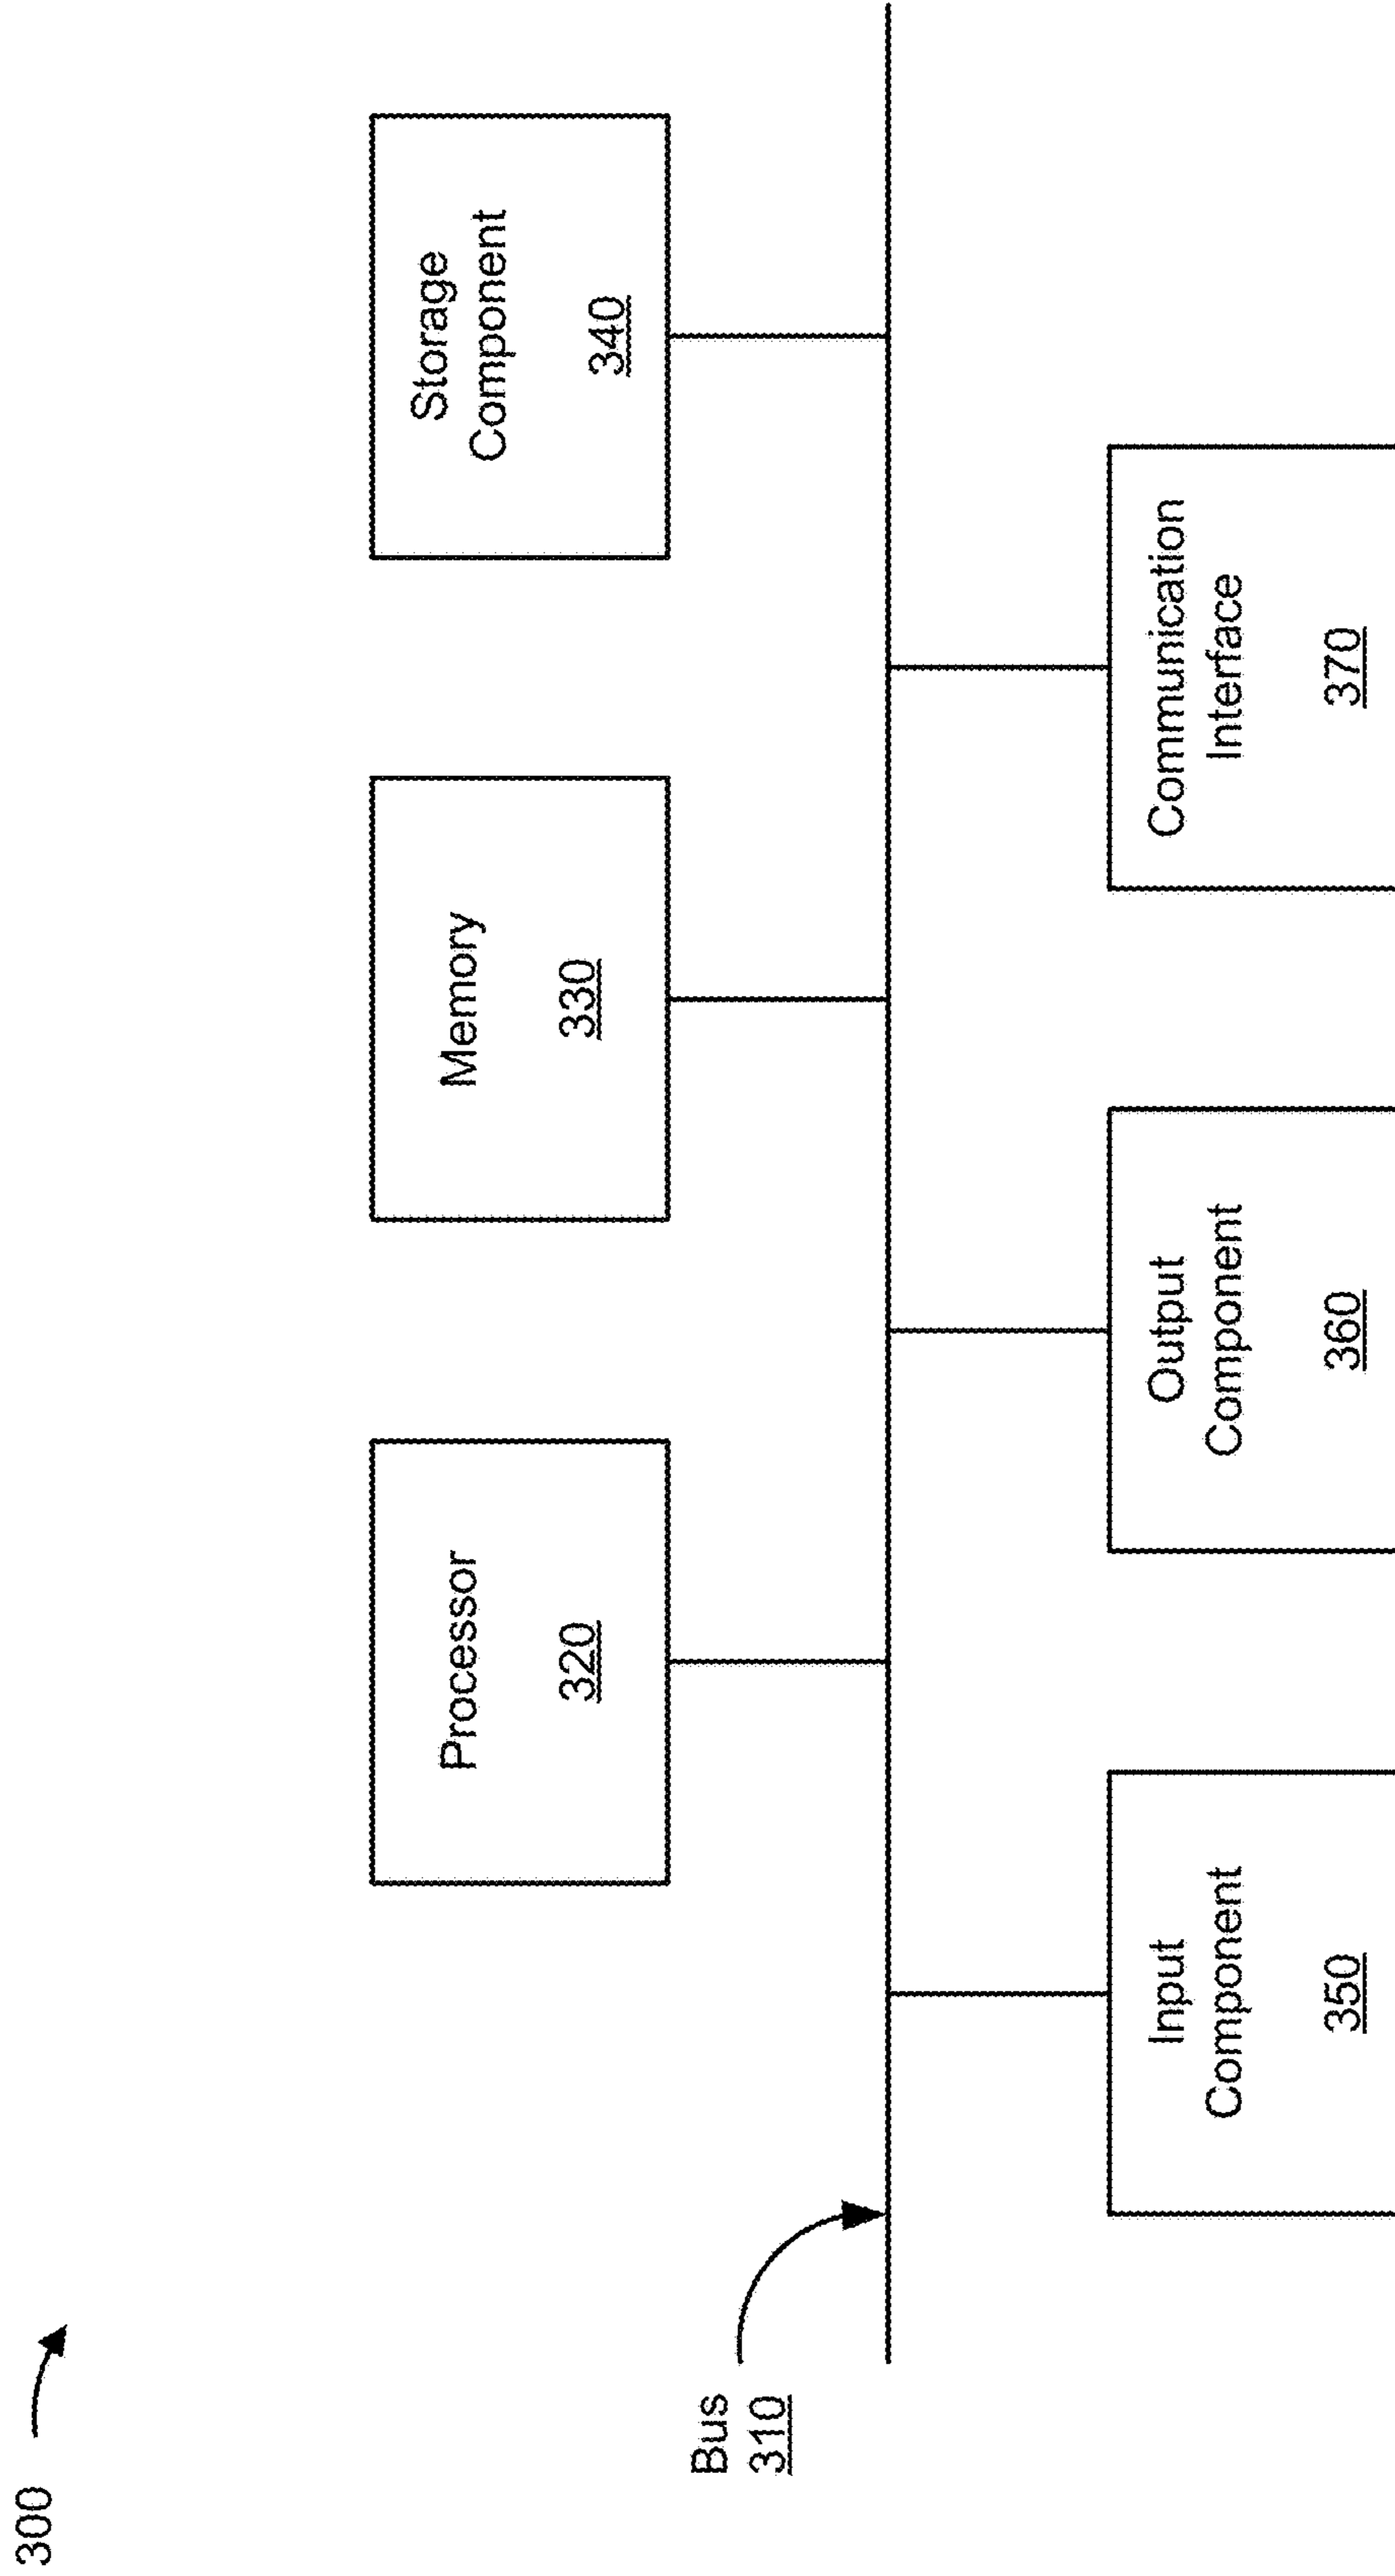 300
Processor
320
Memory
330
Storage
Component
340
Bus
310
Input
Component
350
Output
Component
360
Communication
Interface
370